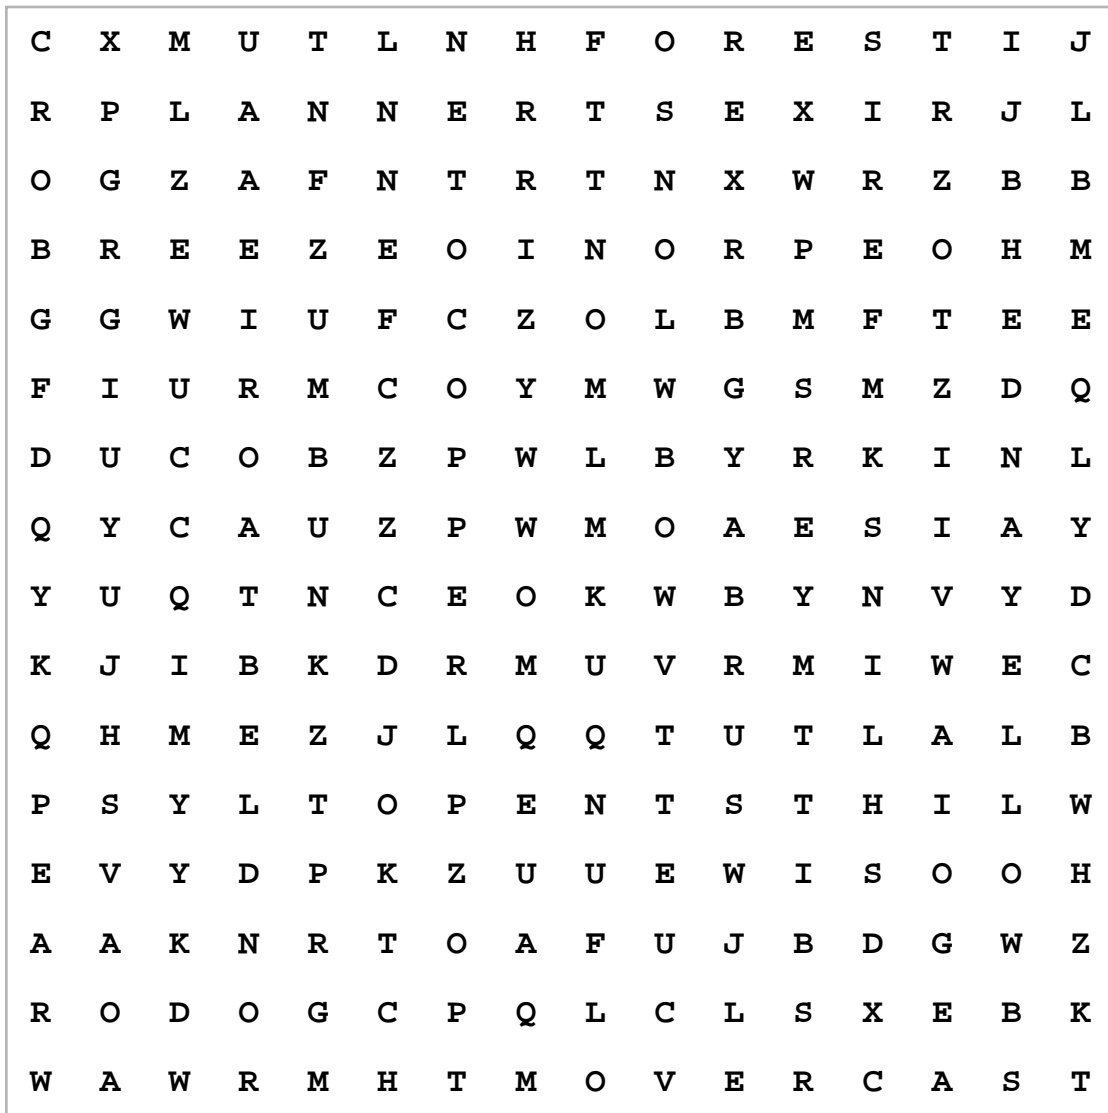 C X M U T L N H F O R E S T I J
R P L A N N E R T S E X I R J L
O G Z A F N T R T N X W R Z B B
B R E E Z E O I N O R P E O H M
G G W I U F C Z O L B M F T E E
F I U R M C O Y M W G S M Z D Q
D U C O B Z P W L B Y R K I N L
Q Y C A U Z P W M O A E S I A Y
Y U Q T N C E O K W B Y N V Y D
K J I B K D R M U V R M I W E C
Q H M E Z J L Q Q T U T L A L B
P S Y L T O P E N T S T H I L W
E V Y D P K Z U U E W I S O O H
A A K N R T O A F U J B D G W Z
R O D O G C P Q L C L S X E B K
W A W R M H T M O V E R C A S T